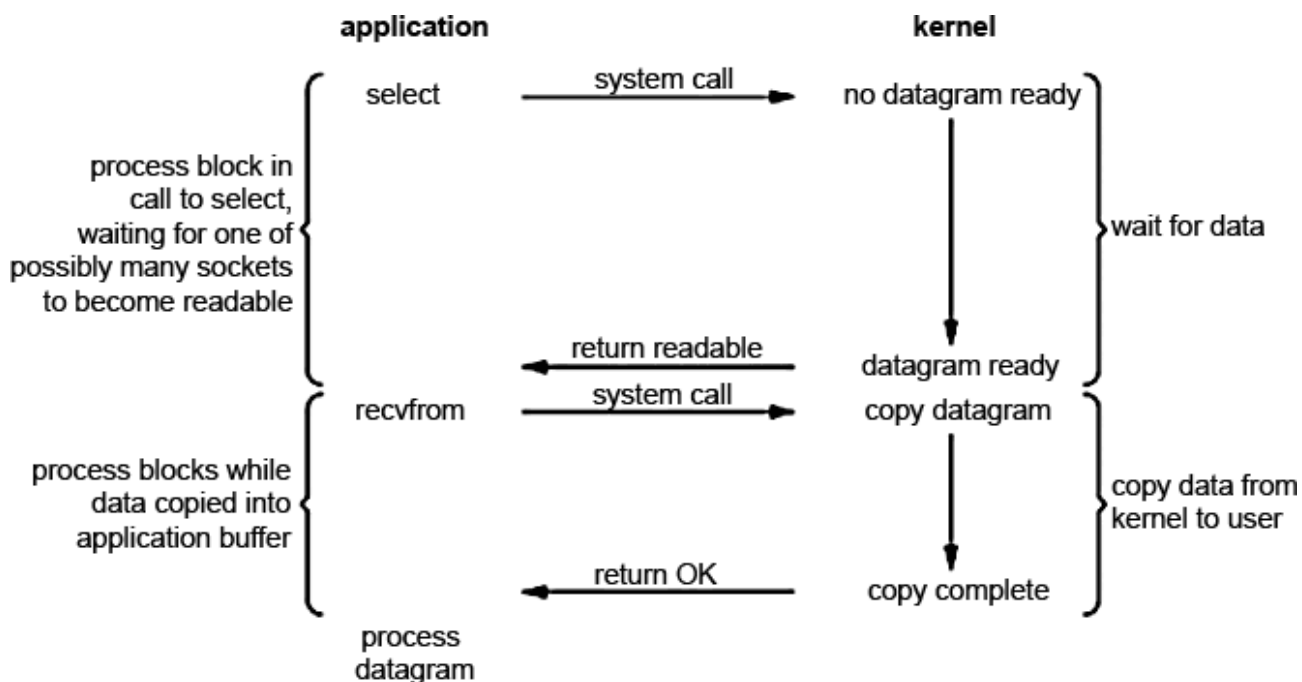 application
kernel
select
system call
no datagram ready
process block in
call to select,
waiting for one of
possibly many sockets
to become readable
wait for data
return readable
datagram ready
recvfrom
system call
copy datagram
process blocks while
data copied into
application buffer
copy data from
kernel to user
return OK
copy complete
process
datagram